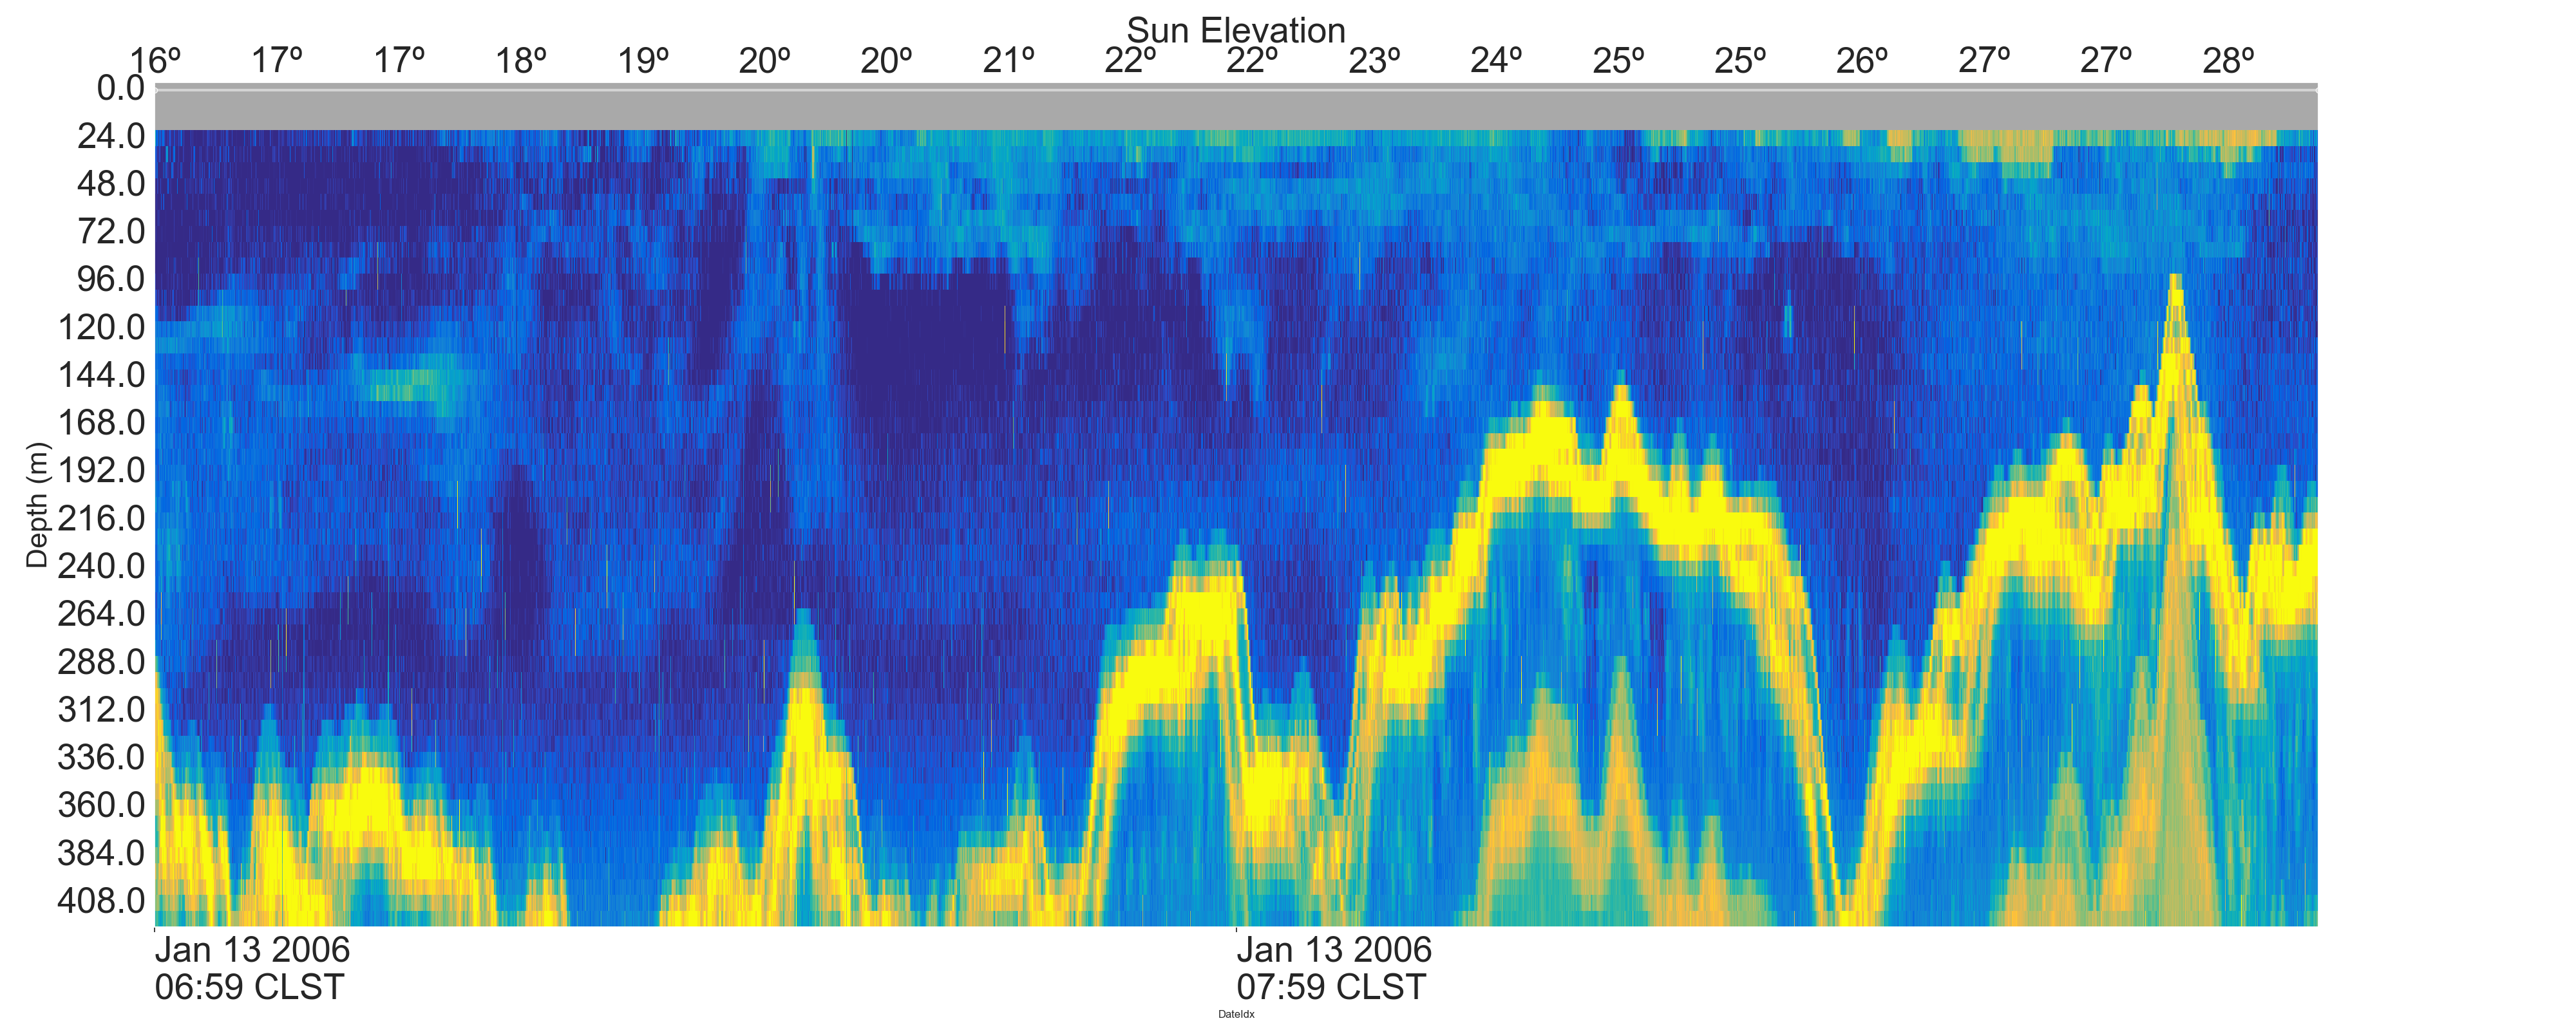 Sun Elevation
16º 17º 17º 18º 19º 20º 20º 21º 22º 22º 23º 24º 25º 25º 26º 27º 27º 28º
0.0
24.0
48.0
72.0
96.0
120.0
144.0
168.0
192.0
216.0
240.0
264.0
288.0
312.0
336.0
360.0
384.0
408.0
Depth (m)
Jan 13 2006
06:59 CLST
Jan 13 2006
07:59 CLST
DateIdx